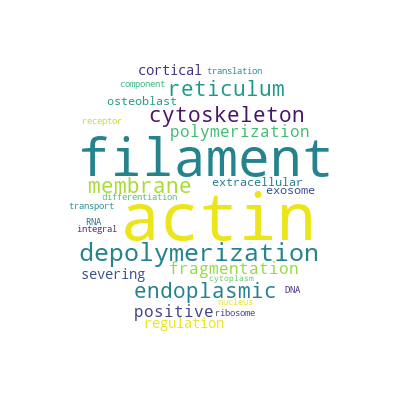 cortical translation
component reticulum
osteoblast
cytoskeleton
receptor polymerization
filament
membrane extracellular
exosome
differentiation
transport actin
RNA
integral
depolymerization
fragmentation
severing cytoplasm
endoplasmic DNA
nucleus
positive ribosome
regulation